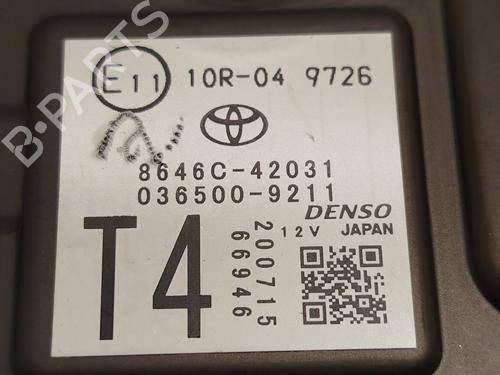 E11 10R-04 9726
8646C-42031
036500-9211
DENSO
12V JAPAN
T4
200715
66946
B-PARTS